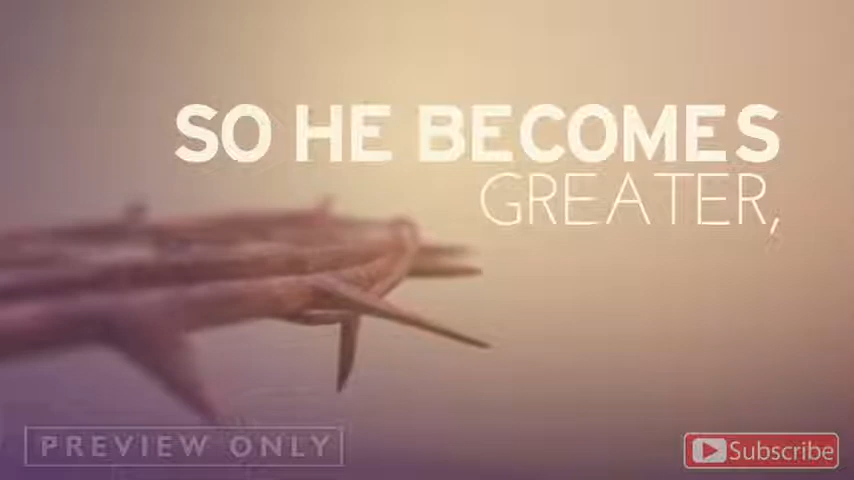 SO HE BECOMES
GREATER,
PREVIEW ONLY
Subscribe